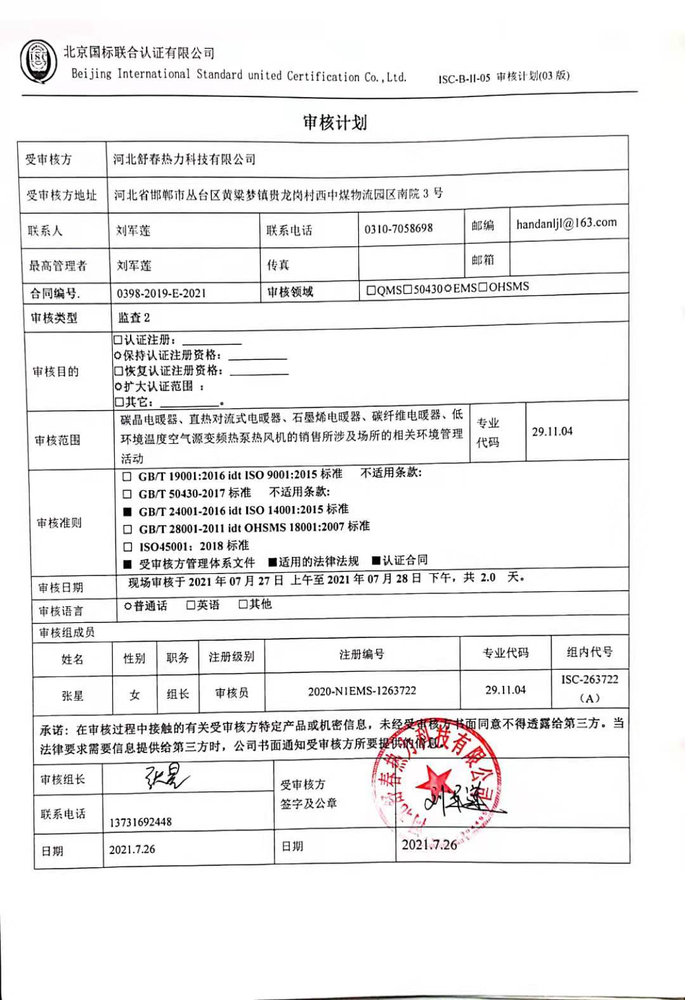 ISC
北京国标联合认证有限公司
Beijing International Standard united Certification Co.,Ltd. ISC-B-II-05 审核计划(03 版)
审核计划
受审核方 河北舒春热力科技有限公司
受审核方地址 河北省邯郸市丛台区黄粱梦镇贵龙岗村西中煤物流园区南院 3 号
联系人 刘军莲 联系电话 0310-7058698 邮编 handanljl@163.com
最高管理者 刘军莲 传真 邮箱
合同编号. 0398-2019-E-2021 审核领域 □QMS□50430✩EMS□OHSMS
审核类型 监查 2
审核目的
□认证注册：
✩保持认证注册资格：
□恢复认证注册资格：
✩扩大认证范围 ：
□其它： 。
审核范围
碳晶电暖器、直热对流式电暖器、石墨烯电暖器、碳纤维电暖器、低
环境温度空气源变频热泵热风机的销售所涉及场所的相关环境管理
活动
专业
代码
29.11.04
审核准则
□ GB/T 19001:2016 idt ISO 9001:2015 标准 不适用条款:
□ GB/T 50430-2017 标准 不适用条款:
■ GB/T 24001-2016 idt ISO 14001:2015 标准
□ GB/T 28001-2011 idt OHSMS 18001:2007 标准
□ ISO45001：2018 标准
■ 受审核方管理体系文件 ■适用的法律法规 ■认证合同
审核日期 现场审核于 2021 年 07 月 27 日 上午至 2021 年 07 月 28 日 下午，共 2.0 天。
审核语言 ✩普通话 □英语 □其他
审核组成员
姓名 性别 职务 注册级别 注册编号 专业代码 组内代号
张星 女 组长 审核员 2020-N1EMS-1263722 29.11.04 ISC-263722
（A）
承诺：在审核过程中接触的有关受审核方特定产品或机密信息，未经受审核方书面同意不得透露给第三方。当
法律要求需要信息提供给第三方时，公司书面通知受审核方所要提供的信息。
审核组长 张星
受审核方
签字及公章
刘军莲
春热力科技有限公司
联系电话 13731692448
日期 2021.7.26 日期 2021.7.26